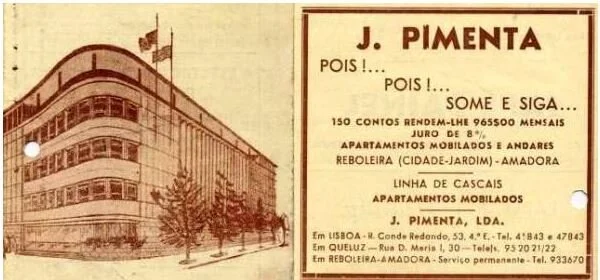 J. PIMENTA
POIS!...
POIS!...
SOME E SIGA...
150 CONTOS RENDEM-LHE 965$00 MENSAIS
JURO DE 8%
APARTAMENTOS MOBILADOS E ANDARES
REBOLEIRA (CIDADE-JARDIM) - AMADORA
LINHA DE CASCAIS
APARTAMENTOS MOBILADOS
J. PIMENTA, LDA.
Em LISBOA - R. Conde Redondo, 53, 4.º E. - Tel. 41843 e 47843
Em QUELUZ — Rua D. Maria I, 30 — Telefs. 95 20 21/22
Em REBOLEIRA-AMADORA - Serviço permanente - Tel. 933670